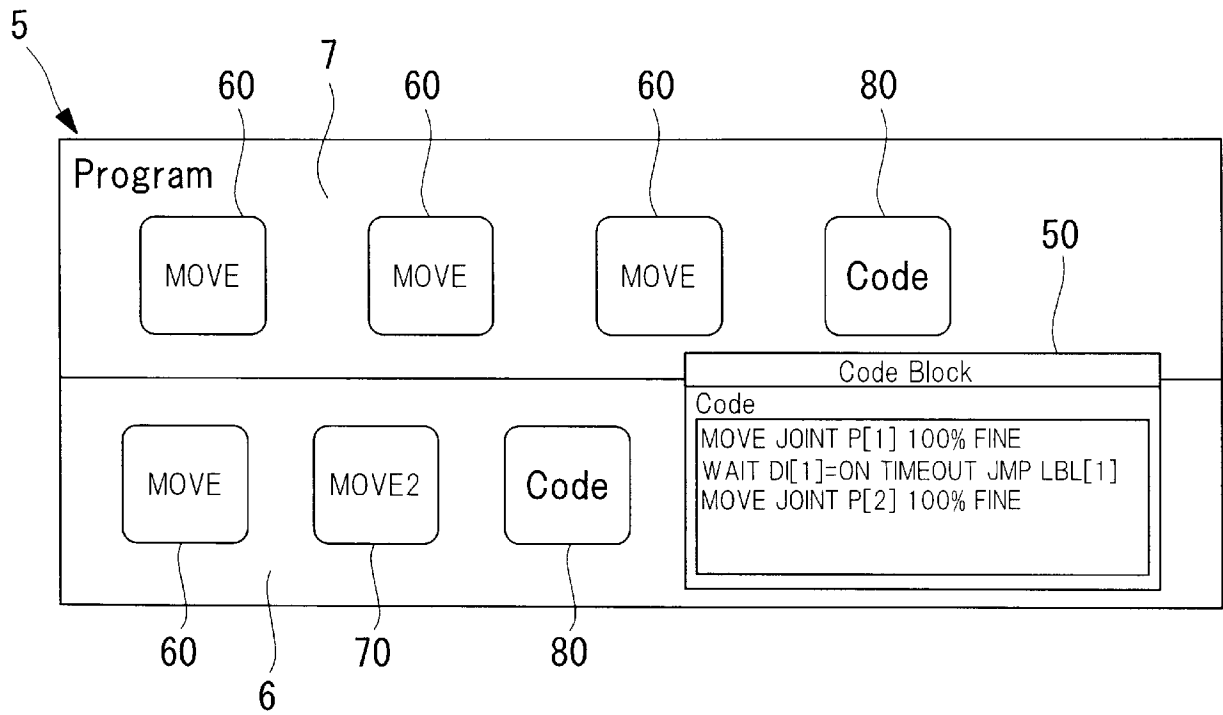 5
7
60
60
60
80
Program
MOVE
MOVE
MOVE
Code
50
Code Block
Code
MOVE JOINT P[1] 100% FINE
WAIT DI[1]=ON TIMEOUT JMP LBL[1]
MOVE JOINT P[2] 100% FINE
MOVE
MOVE2
Code
60
6
70
80